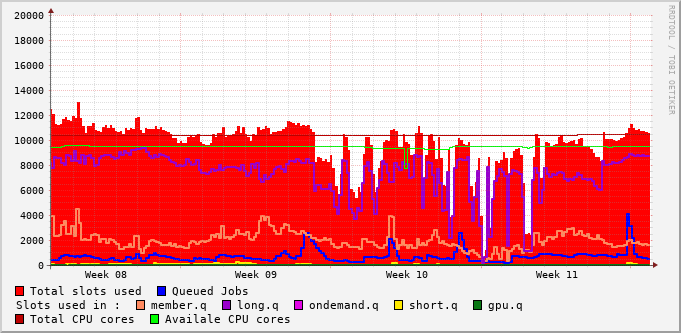 20000
RRDTOOL / TOBI OETIKER
18000
16000
14000
12000
10000
8000
6000
4000
2000
0
Week 08 Week 09 Week 10 Week 11
Total slots used Queued Jobs
Slots used in : member.q long.q ondemand.q short.q gpu.q
Total CPU cores Availale CPU cores